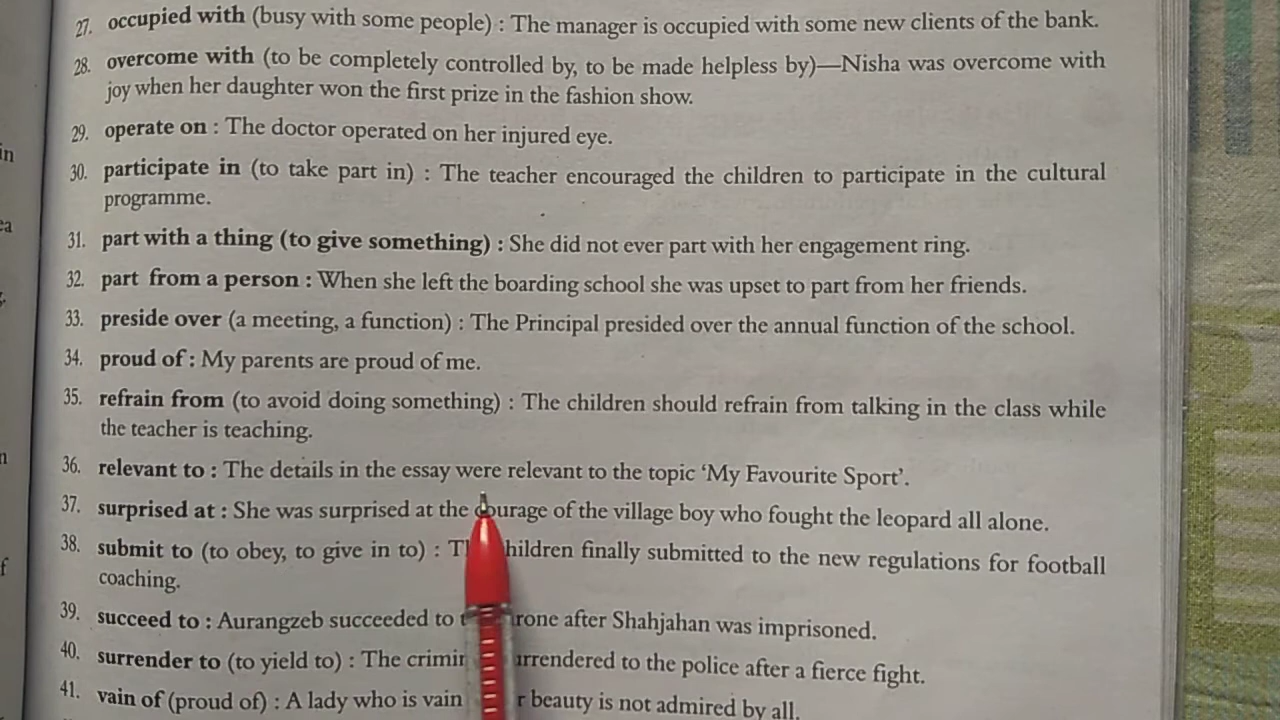 27. occupied with (busy with some people) : The manager is occupied with some new clients of the bank.
28. overcome with (to be completely controlled by, to be made helpless by)—Nisha was overcome with
joy when her daughter won the first prize in the fashion show.
29. operate on : The doctor operated on her injured eye.
30. participate in (to take part in) : The teacher encouraged the children to participate in the cultural
programme.
31. part with a thing (to give something) : She did not ever part with her engagement ring.
32. part from a person : When she left the boarding school she was upset to part from her friends.
33. preside over (a meeting, a function) : The Principal presided over the annual function of the school.
34. proud of : My parents are proud of me.
35. refrain from (to avoid doing something) : The children should refrain from talking in the class while
the teacher is teaching.
36. relevant to : The details in the essay were relevant to the topic ‘My Favourite Sport’.
37. surprised at : She was surprised at the courage of the village boy who fought the leopard all alone.
38. submit to (to obey, to give in to) : children finally submitted to the new regulations for football
coaching.
39. succeed to : Aurangzeb succeeded to after Shahjahan was imprisoned.
40. surrender to (to yield to) : The surrendered to the police after a fierce fight.
41. vain of (proud of) : A lady who is vain beauty is not admired by all.